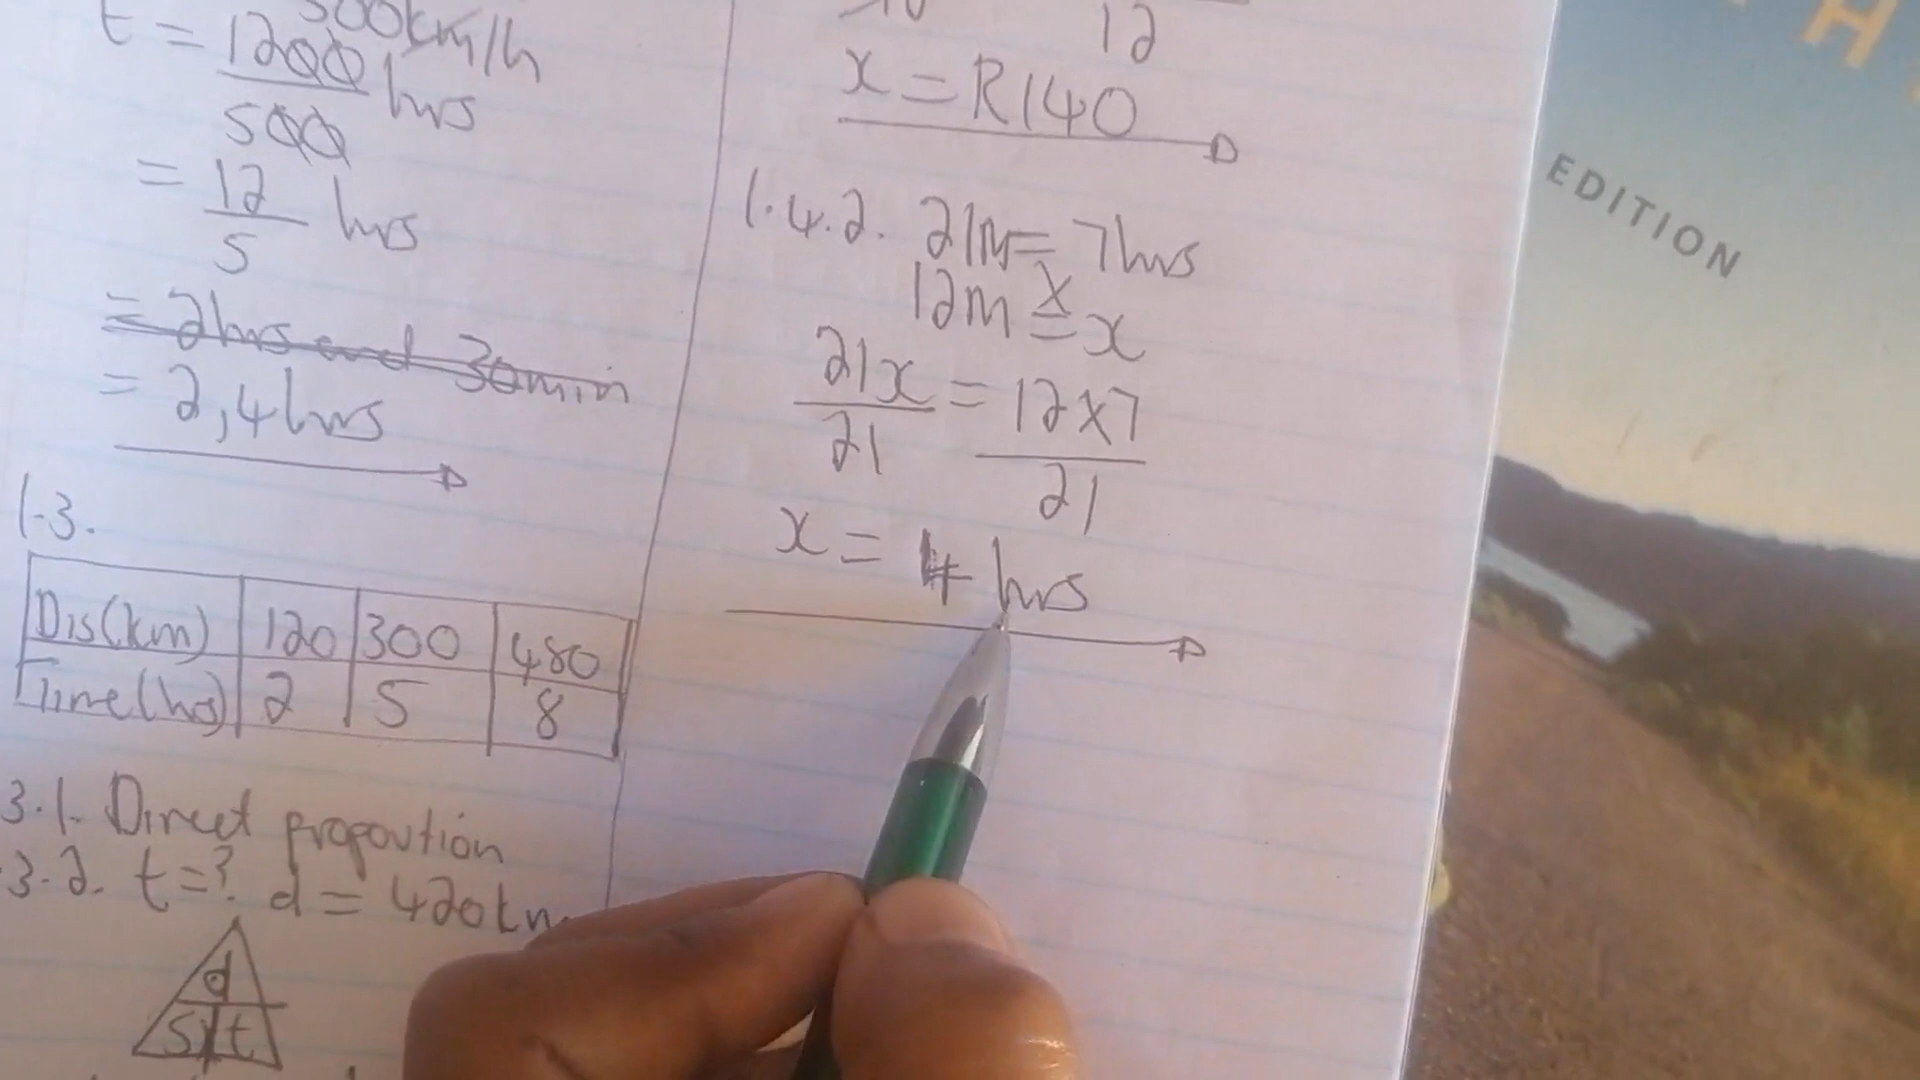 500km/h
t = 1200 hrs
500
= 12 hrs
5
= 2hrs and 30min
= 2,4hrs
1.3.
Dis(km) 120 300 480
Time(hrs) 2 5 8
3.1. Direct proportion
3.2. t=? d = 420km
d
S x t
12
x = R140
1.4.2. 21m = 7hrs
x
12m = x
21x = 12x7
21 21
x = 4 hrs
EDITION